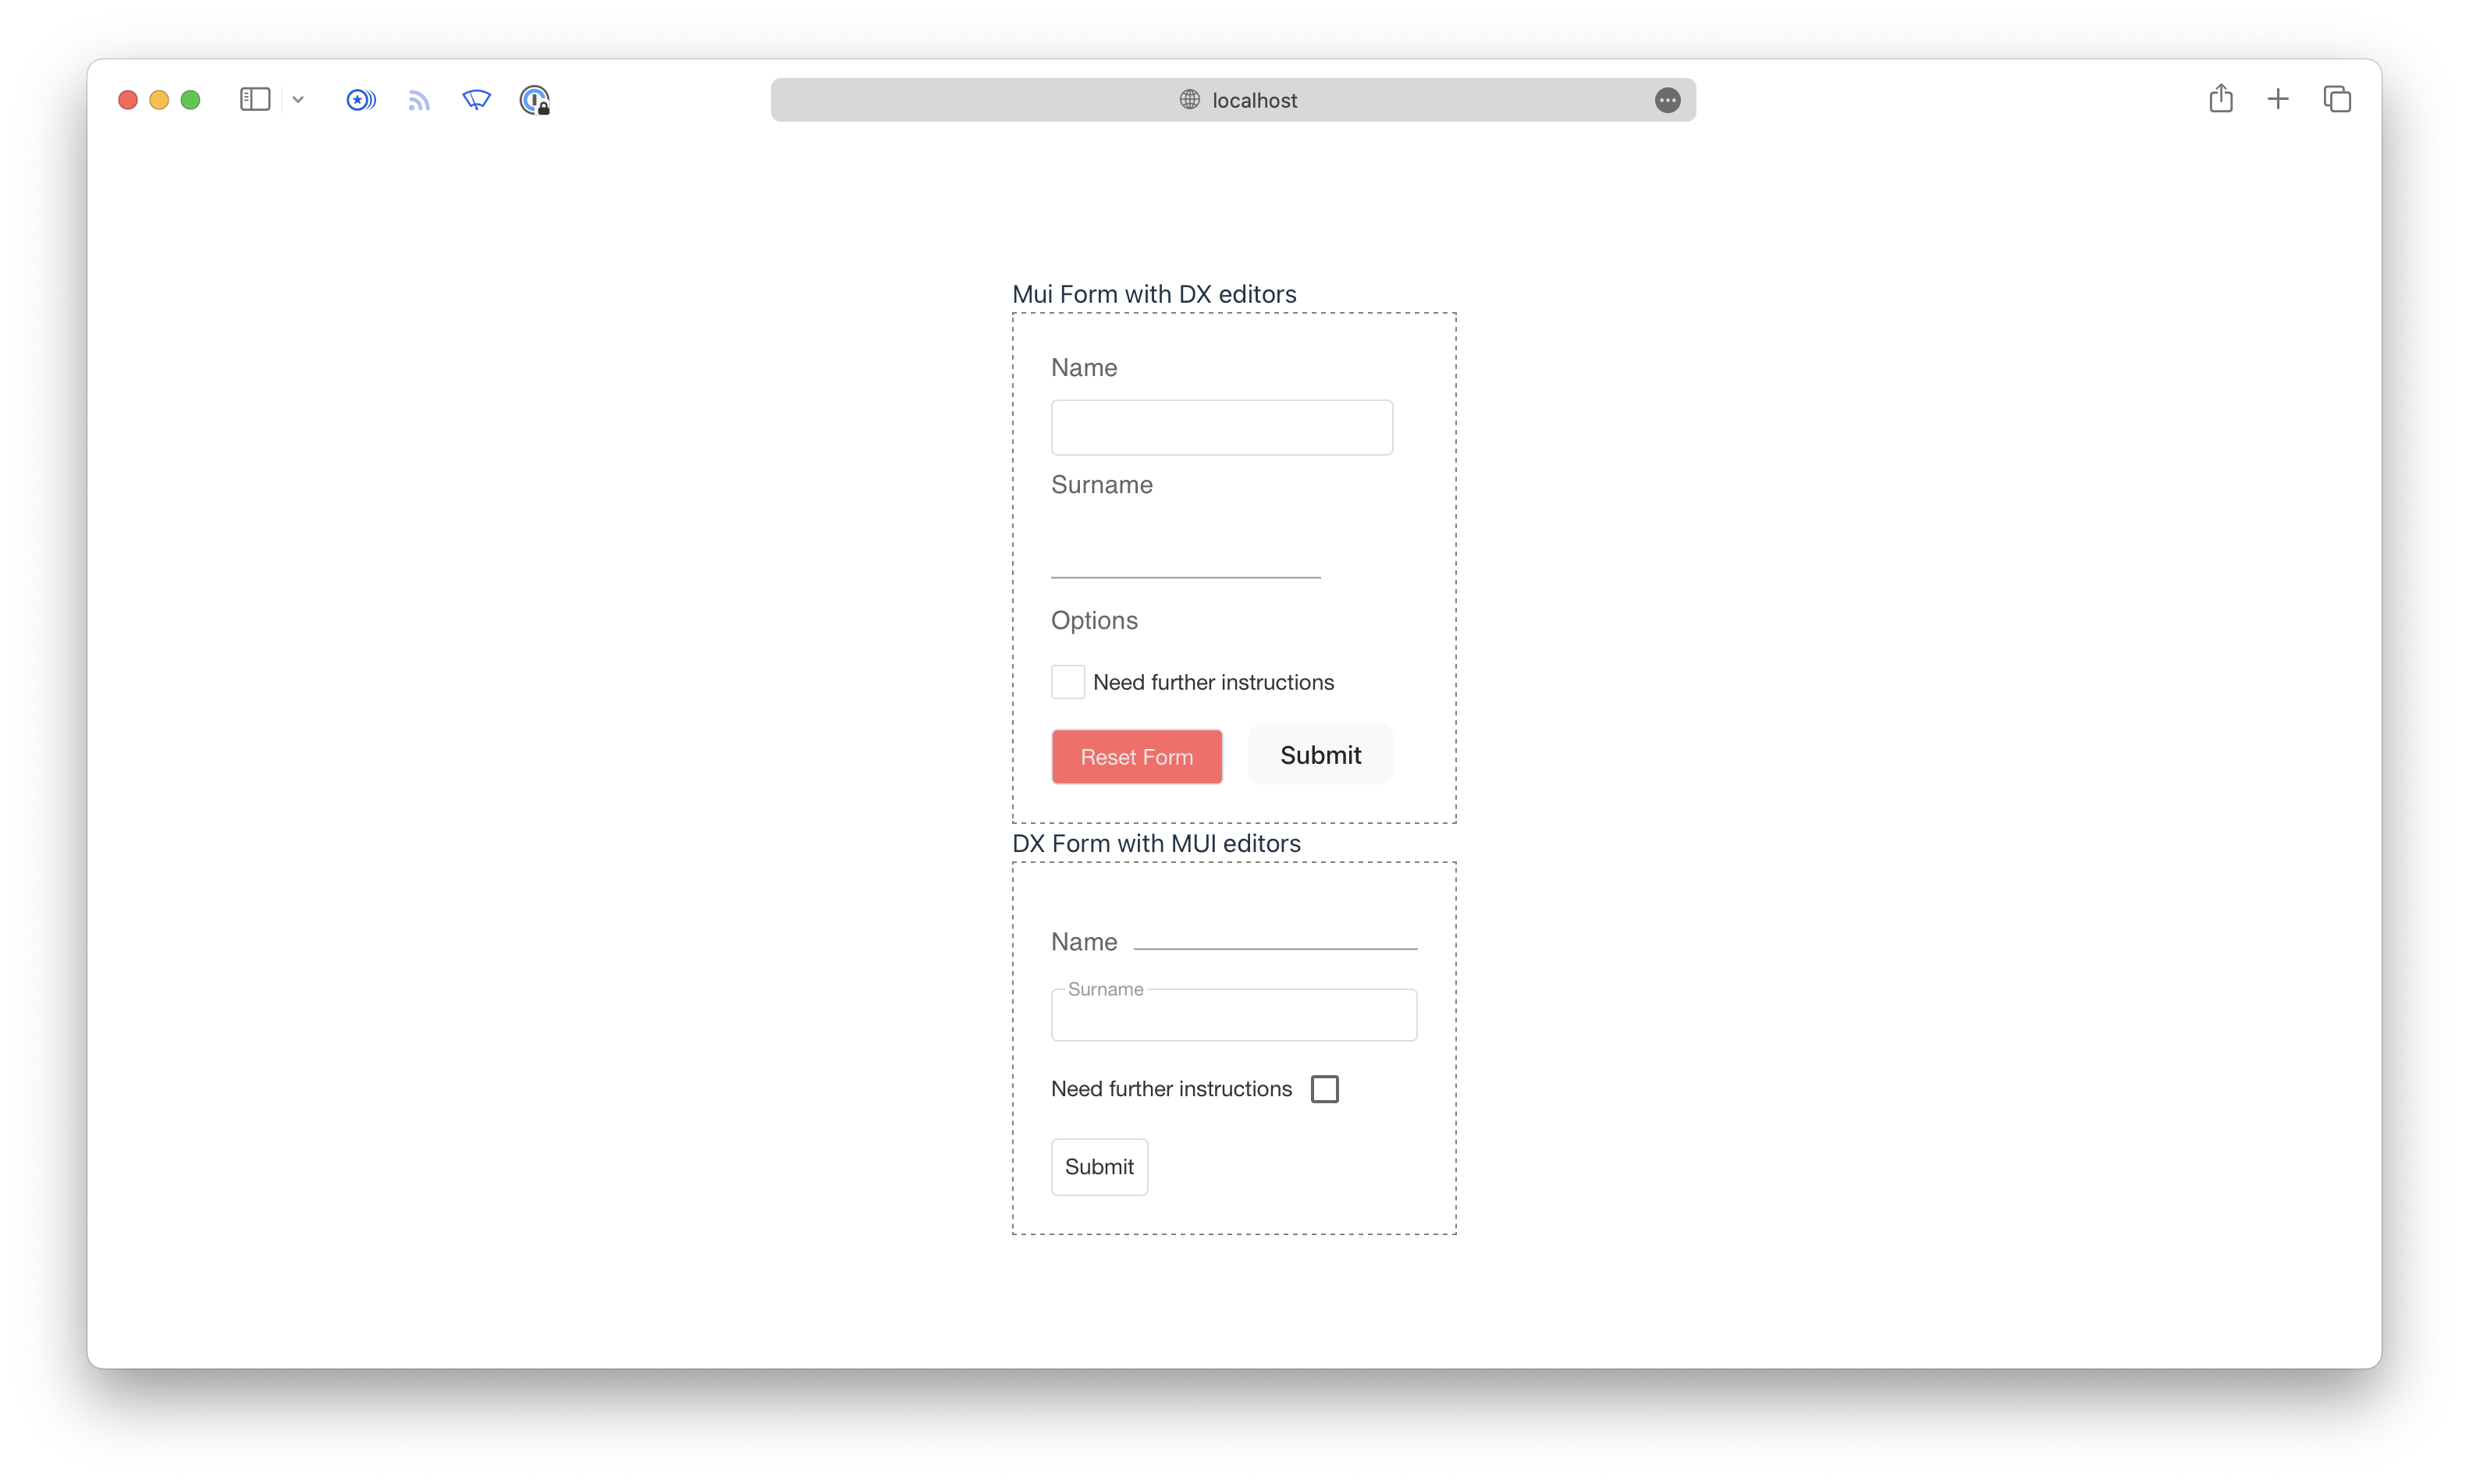 localhost
Mui Form with DX editors
Name
Surname
Options
Need further instructions
Reset Form Submit
DX Form with MUI editors
Name
Surname
Need further instructions
Submit